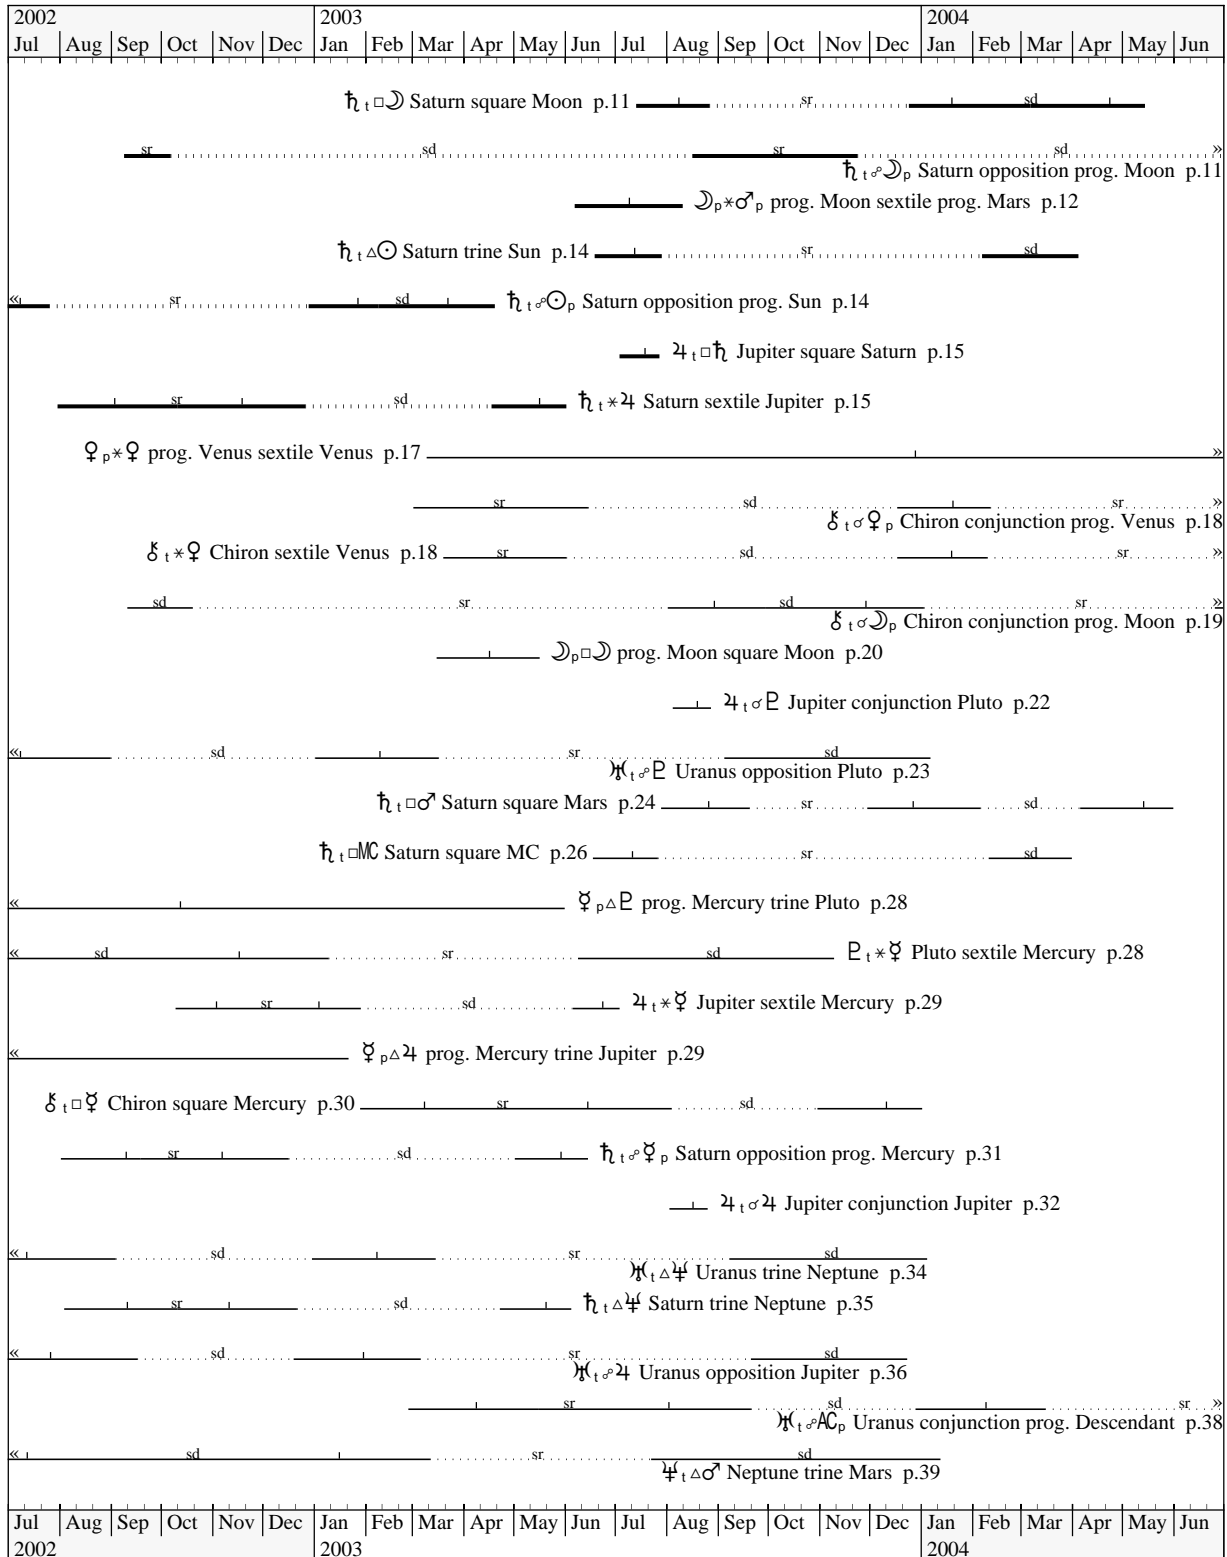 2002 2003 2004
Jul Aug Sep Oct Nov Dec Jan Feb Mar Apr May Jun Jul Aug Sep Oct Nov Dec Jan Feb Mar Apr May Jun
♄ t □ ☽ Saturn square Moon p.11 sr sd
sr sd sr sd »
♄ t ☍ ☽ p Saturn opposition prog. Moon p.11
☽ p ⚹ ♂ p prog. Moon sextile prog. Mars p.12
♄ t △ ☉ Saturn trine Sun p.14 sr sd
« sr sd ♄ t ☍ ☉ p Saturn opposition prog. Sun p.14
♃ t □ ♄ Jupiter square Saturn p.15
sr sd ♄ t ⚹ ♃ Saturn sextile Jupiter p.15
♀ p ⚹ ♀ prog. Venus sextile Venus p.17 »
sr sd sr »
⚷ t ☌ ♀ p Chiron conjunction prog. Venus p.18
⚷ t ⚹ ♀ Chiron sextile Venus p.18 sr sd sr »
sd sr sd sr »
⚷ t ☌ ☽ p Chiron conjunction prog. Moon p.19
☽ p □ ☽ prog. Moon square Moon p.20
♃ t ☌ ♇ Jupiter conjunction Pluto p.22
« sd sr sd
♅ t ☍ ♇ Uranus opposition Pluto p.23
♄ t □ ♂ Saturn square Mars p.24 sr sd
♄ t □ MC Saturn square MC p.26 sr sd
« ☿ p △ ♇ prog. Mercury trine Pluto p.28
« sd sr sd ♇ t ⚹ ☿ Pluto sextile Mercury p.28
sr sd ♃ t ⚹ ☿ Jupiter sextile Mercury p.29
« ☿ p △ ♃ prog. Mercury trine Jupiter p.29
⚷ t □ ☿ Chiron square Mercury p.30 sr sd
sr sd ♄ t ☍ ☿ p Saturn opposition prog. Mercury p.31
♃ t ☌ ♃ Jupiter conjunction Jupiter p.32
« sd sr sd
♅ t △ ♆ Uranus trine Neptune p.34
sr sd ♄ t △ ♆ Saturn trine Neptune p.35
« sd sr sd
♅ t ☍ ♃ Uranus opposition Jupiter p.36
sr sd sr »
♅ t ☍ AC p Uranus conjunction prog. Descendant p.38
« sd sr sd
♆ t △ ♂ Neptune trine Mars p.39
Jul Aug Sep Oct Nov Dec Jan Feb Mar Apr May Jun Jul Aug Sep Oct Nov Dec Jan Feb Mar Apr May Jun
2002 2003 2004